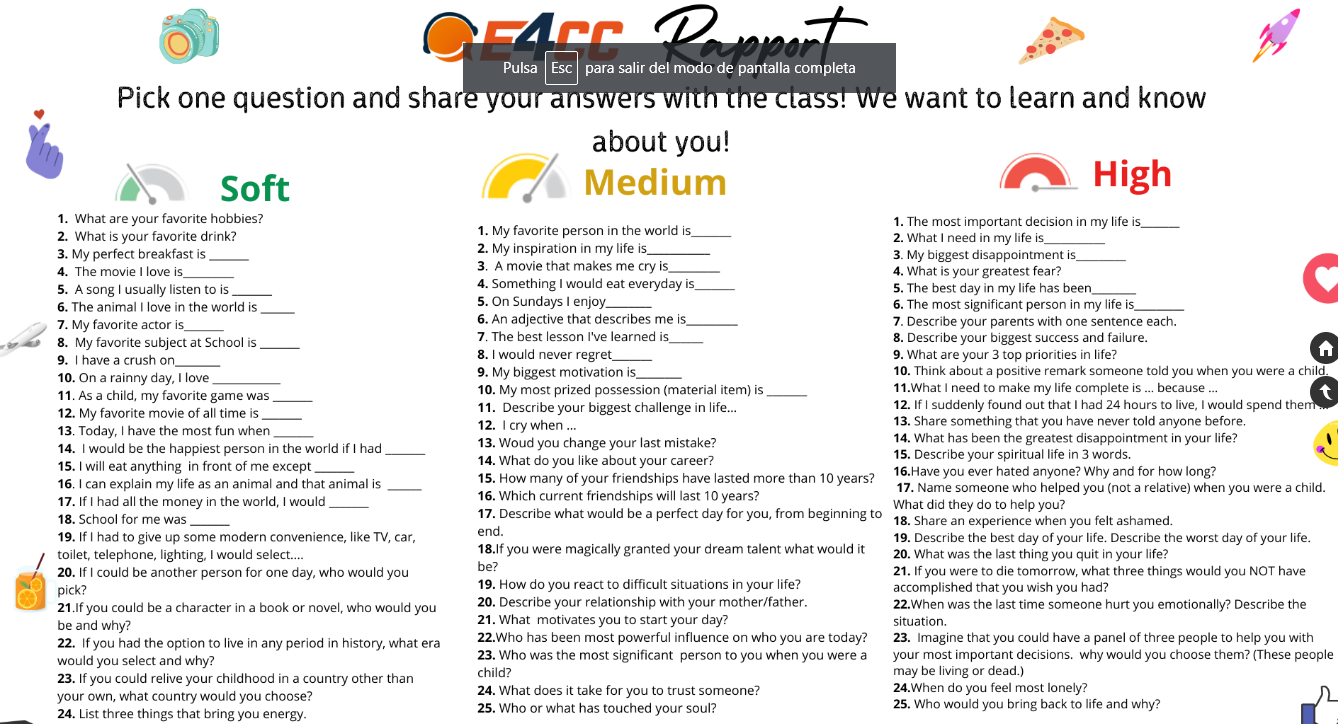 E4CC Rapport
Pulsa Esc para salir del modo de pantalla completa
Pick one question and share your answers with the class! We want to learn and know
about you!
Soft
1. What are your favorite hobbies?
2. What is your favorite drink?
3. My perfect breakfast is ______
4. The movie I love is________
5. A song I usually listen to is ______
6. The animal I love in the world is _____
7. My favorite actor is______
8. My favorite subject at School is ______
9. I have a crush on_______
10. On a rainny day, I love ___________
11. As a child, my favorite game was ______
12. My favorite movie of all time is ______
13. Today, I have the most fun when ______
14. I would be the happiest person in the world if I had ______
15. I will eat anything in front of me except ______
16. I can explain my life as an animal and that animal is _____
17. If I had all the money in the world, I would ______
18. School for me was ______
19. If I had to give up some modern convenience, like TV, car,
toilet, telephone, lighting, I would select....
20. If I could be another person for one day, who would you
pick?
21.If you could be a character in a book or novel, who would you
be and why?
22. If you had the option to live in any period in history, what era
would you select and why?
23. If you could relive your childhood in a country other than
your own, what country would you choose?
24. List three things that bring you energy.
Medium
1. My favorite person in the world is______
2. My inspiration in my life is__________
3. A movie that makes me cry is________
4. Something I would eat everyday is______
5. On Sundays I enjoy_______
6. An adjective that describes me is________
7. The best lesson I've learned is_____
8. I would never regret______
9. My biggest motivation is_______
10. My most prized possession (material item) is ______
11. Describe your biggest challenge in life...
12. I cry when ...
13. Woud you change your last mistake?
14. What do you like about your career?
15. How many of your friendships have lasted more than 10 years?
16. Which current friendships will last 10 years?
17. Describe what would be a perfect day for you, from beginning to
end.
18.If you were magically granted your dream talent what would it
be?
19. How do you react to difficult situations in your life?
20. Describe your relationship with your mother/father.
21. What motivates you to start your day?
22.Who has been most powerful influence on who you are today?
23. Who was the most significant person to you when you were a
child?
24. What does it take for you to trust someone?
25. Who or what has touched your soul?
High
1. The most important decision in my life is______
2. What I need in my life is__________
3. My biggest disappointment is________
4. What is your greatest fear?
5. The best day in my life has been_______
6. The most significant person in my life is________
7. Describe your parents with one sentence each.
8. Describe your biggest success and failure.
9. What are your 3 top priorities in life?
10. Think about a positive remark someone told you when you were a child.
11.What I need to make my life complete is ... because ...
12. If I suddenly found out that I had 24 hours to live, I would spend them ...
13. Share something that you have never told anyone before.
14. What has been the greatest disappointment in your life?
15. Describe your spiritual life in 3 words.
16.Have you ever hated anyone? Why and for how long?
17. Name someone who helped you (not a relative) when you were a child.
What did they do to help you?
18. Share an experience when you felt ashamed.
19. Describe the best day of your life. Describe the worst day of your life.
20. What was the last thing you quit in your life?
21. If you were to die tomorrow, what three things would you NOT have
accomplished that you wish you had?
22.When was the last time someone hurt you emotionally? Describe the
situation.
23. Imagine that you could have a panel of three people to help you with
your most important decisions. why would you choose them? (These people
may be living or dead.)
24.When do you feel most lonely?
25. Who would you bring back to life and why?